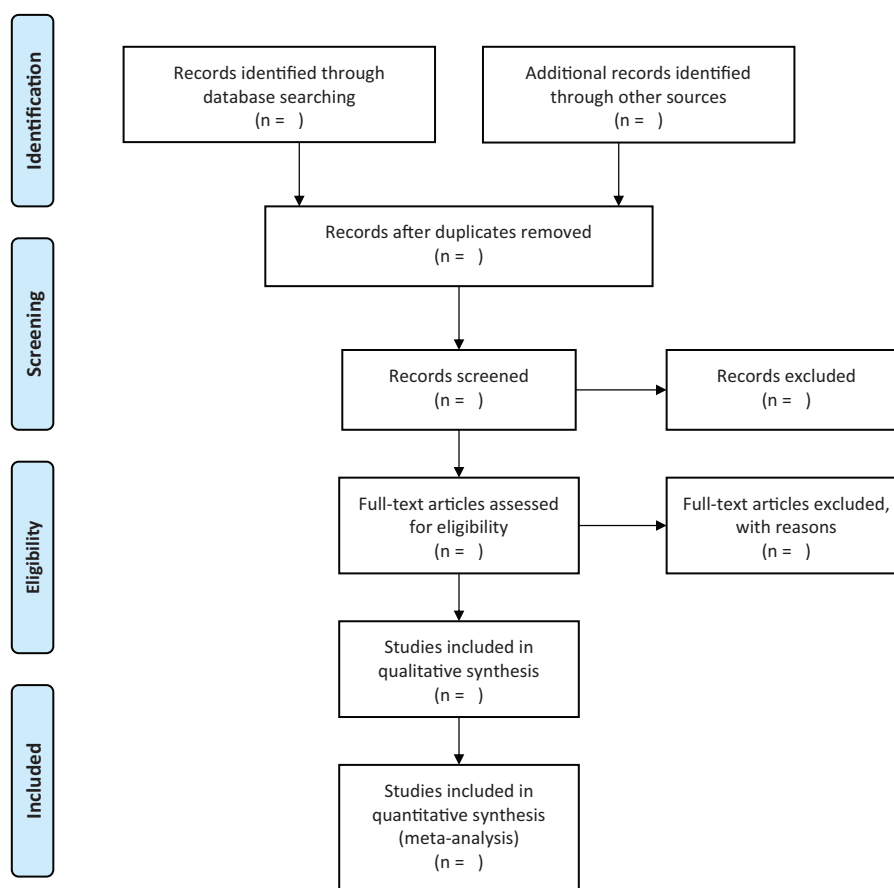 Identification
Records identified through
database searching
(n =   )
Additional records identified
through other sources
(n =   )
Records after duplicates removed
(n =   )
Screening
Records screened
(n =   )
Records excluded
(n =   )
Eligibility
Full-text articles assessed
for eligibility
(n =   )
Full-text articles excluded,
with reasons
(n =   )
Studies included in
qualitative synthesis
(n =   )
Included
Studies included in
quantitative synthesis
(meta-analysis)
(n =   )